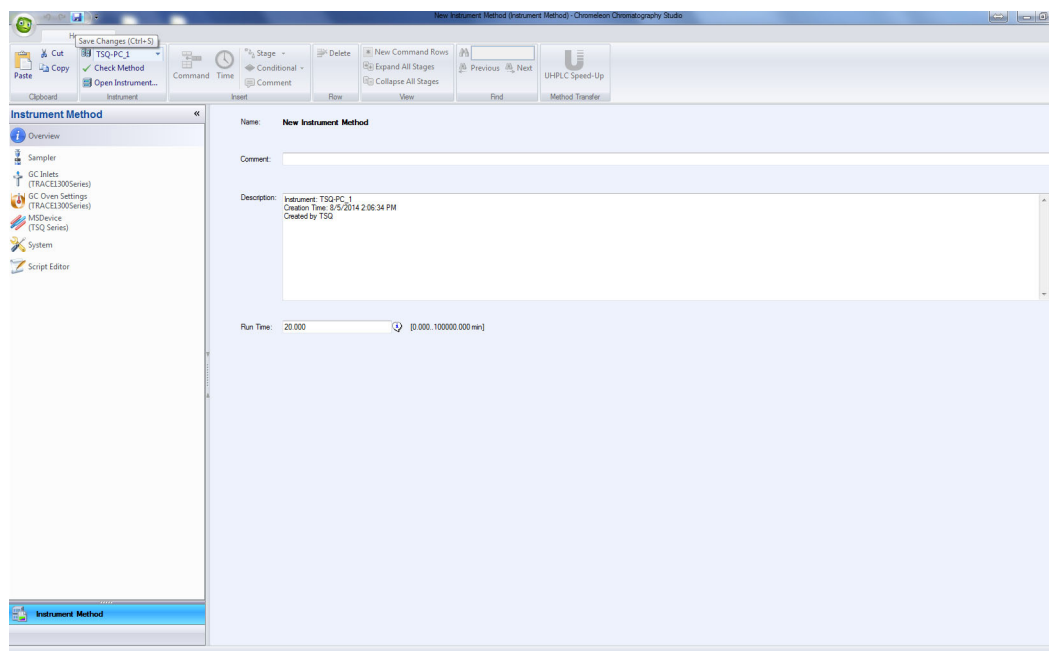 New Instrument Method (Instrument Method) - Chromeleon Chromatography Studio
Save Changes (Ctrl+S)
Paste
Cut
Copy
Clipboard
TSQ-PC_1
Check Method
Open Instrument...
Instrument
Command
Time
Stage
Conditional
Comment
Insert
Delete
Row
New Command Rows
Expand All Stages
Collapse All Stages
View
Previous
Next
Find
UHPLC Speed-Up
Method Transfer
Instrument Method
Overview
Sampler
GC Inlets
(TRACE1300Series)
GC Oven Settings
(TRACE1300Series)
MSDevice
(TSQ Series)
System
Script Editor
Instrument Method
Name: New Instrument Method
Comment:
Description:
Instrument: TSQ-PC_1
Creation Time: 8/5/2014 2:06:34 PM
Created by TSQ
Run Time: 20.000 [0.000..100000.000 min]